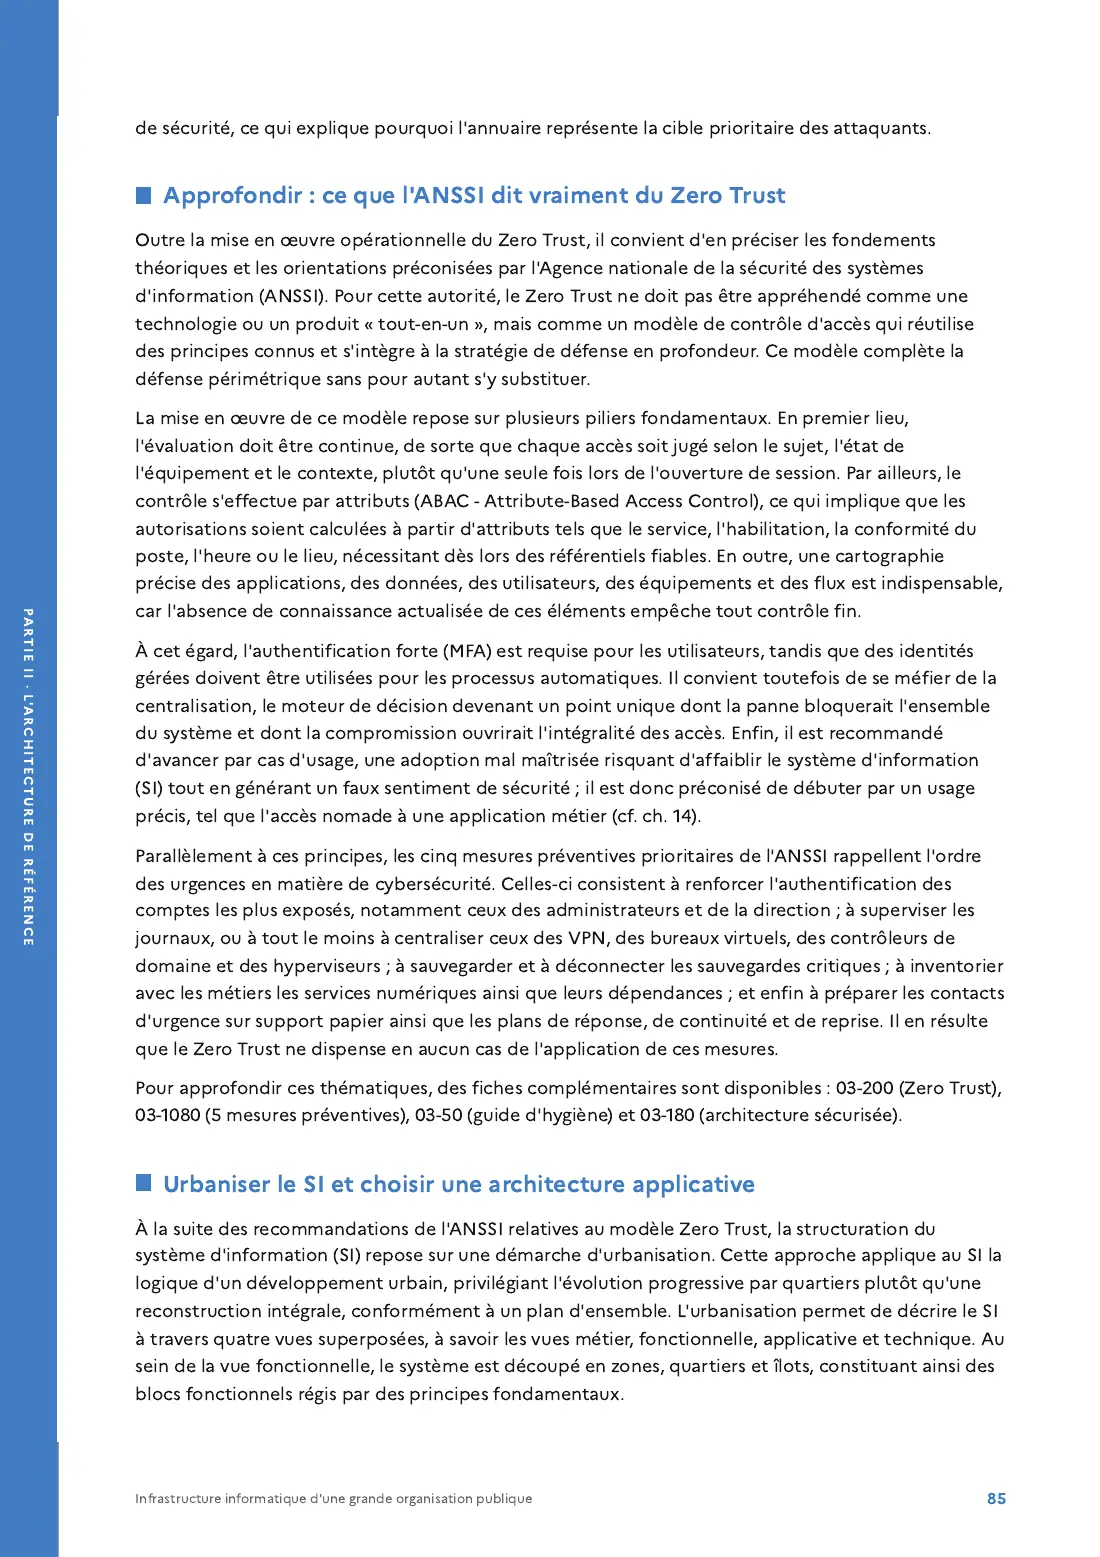 de sécurité, ce qui explique pourquoi l'annuaire représente la cible prioritaire des attaquants.
Approfondir : ce que l'ANSSI dit vraiment du Zero Trust
Outre la mise en œuvre opérationnelle du Zero Trust, il convient d'en préciser les fondements
théoriques et les orientations préconisées par l'Agence nationale de la sécurité des systèmes
d'information (ANSSI). Pour cette autorité, le Zero Trust ne doit pas être appréhendé comme une
technologie ou un produit « tout-en-un », mais comme un modèle de contrôle d'accès qui réutilise
des principes connus et s'intègre à la stratégie de défense en profondeur. Ce modèle complète la
défense périmétrique sans pour autant s'y substituer.
La mise en œuvre de ce modèle repose sur plusieurs piliers fondamentaux. En premier lieu,
l'évaluation doit être continue, de sorte que chaque accès soit jugé selon le sujet, l'état de
l'équipement et le contexte, plutôt qu'une seule fois lors de l'ouverture de session. Par ailleurs, le
contrôle s'effectue par attributs (ABAC - Attribute-Based Access Control), ce qui implique que les
autorisations soient calculées à partir d'attributs tels que le service, l'habilitation, la conformité du
poste, l'heure ou le lieu, nécessitant dès lors des référentiels fiables. En outre, une cartographie
précise des applications, des données, des utilisateurs, des équipements et des flux est indispensable,
car l'absence de connaissance actualisée de ces éléments empêche tout contrôle fin.
À cet égard, l'authentification forte (MFA) est requise pour les utilisateurs, tandis que des identités
gérées doivent être utilisées pour les processus automatiques. Il convient toutefois de se méfier de la
centralisation, le moteur de décision devenant un point unique dont la panne bloquerait l'ensemble
du système et dont la compromission ouvrirait l'intégralité des accès. Enfin, il est recommandé
d'avancer par cas d'usage, une adoption mal maîtrisée risquant d'affaiblir le système d'information
(SI) tout en générant un faux sentiment de sécurité ; il est donc préconisé de débuter par un usage
précis, tel que l'accès nomade à une application métier (cf. ch. 14).
Parallèlement à ces principes, les cinq mesures préventives prioritaires de l'ANSSI rappellent l'ordre
des urgences en matière de cybersécurité. Celles-ci consistent à renforcer l'authentification des
comptes les plus exposés, notamment ceux des administrateurs et de la direction ; à superviser les
journaux, ou à tout le moins à centraliser ceux des VPN, des bureaux virtuels, des contrôleurs de
domaine et des hyperviseurs ; à sauvegarder et à déconnecter les sauvegardes critiques ; à inventorier
avec les métiers les services numériques ainsi que leurs dépendances ; et enfin à préparer les contacts
d'urgence sur support papier ainsi que les plans de réponse, de continuité et de reprise. Il en résulte
que le Zero Trust ne dispense en aucun cas de l'application de ces mesures.
Pour approfondir ces thématiques, des fiches complémentaires sont disponibles : 03-200 (Zero Trust),
03-1080 (5 mesures préventives), 03-50 (guide d'hygiène) et 03-180 (architecture sécurisée).
Urbaniser le SI et choisir une architecture applicative
À la suite des recommandations de l'ANSSI relatives au modèle Zero Trust, la structuration du
système d'information (SI) repose sur une démarche d'urbanisation. Cette approche applique au SI la
logique d'un développement urbain, privilégiant l'évolution progressive par quartiers plutôt qu'une
reconstruction intégrale, conformément à un plan d'ensemble. L'urbanisation permet de décrire le SI
à travers quatre vues superposées, à savoir les vues métier, fonctionnelle, applicative et technique. Au
sein de la vue fonctionnelle, le système est découpé en zones, quartiers et îlots, constituant ainsi des
blocs fonctionnels régis par des principes fondamentaux.
PARTIE II · L'ARCHITECTURE DE RÉFÉRENCE
Infrastructure informatique d'une grande organisation publique
85